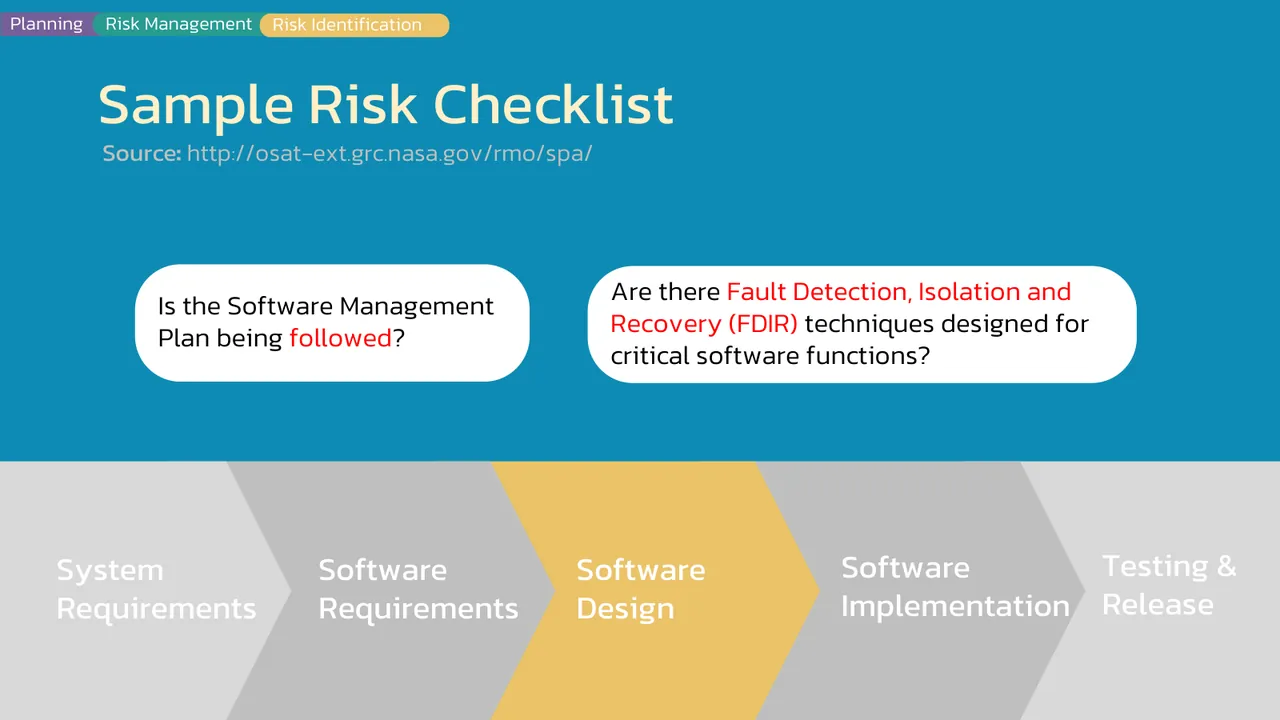 Planning Risk Management Risk Identification
Sample Risk Checklist
Source: http://osat-ext.grc.nasa.gov/rmo/spa/
Is the Software Management
Plan being followed?
Are there Fault Detection, Isolation and
Recovery (FDIR) techniques designed for
critical software functions?
System
Requirements
Software
Requirements
Software
Design
Software
Implementation
Testing &
Release